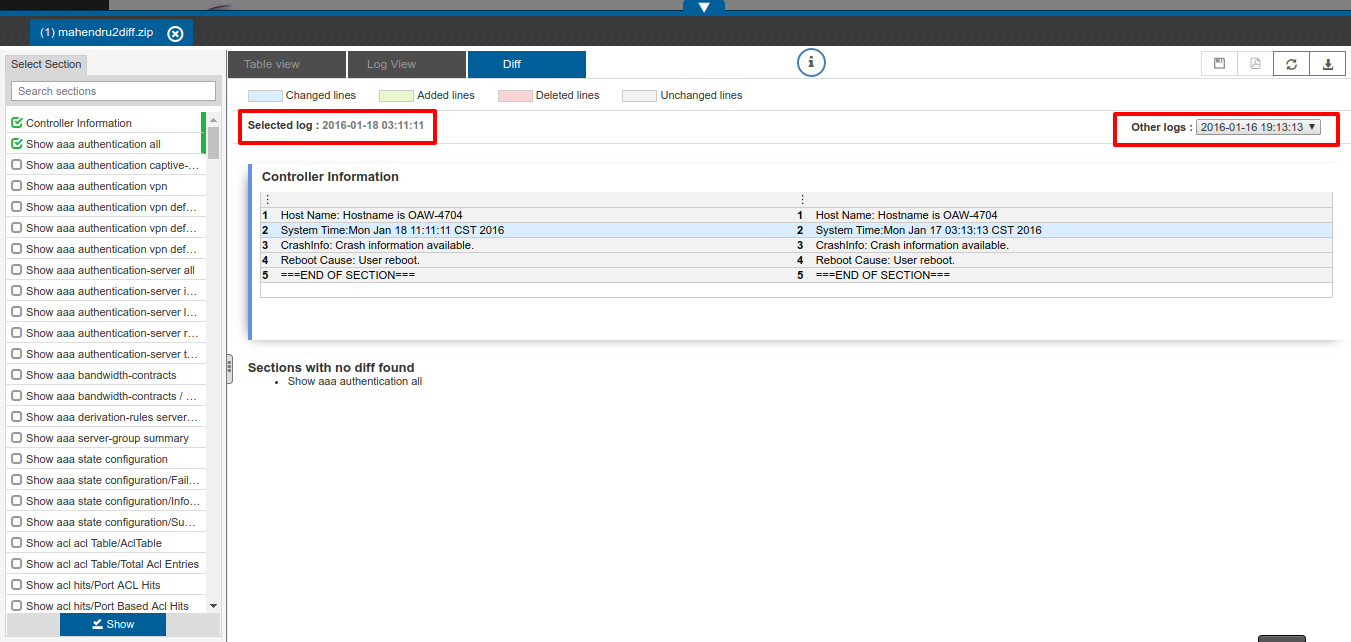 (1) mahendru2diff.zip
Select Section
Table view
Log View
Diff
Search sections
Changed lines
Added lines
Deleted lines
Unchanged lines
Selected log : 2016-01-18 03:11:11
Other logs : 2016-01-16 19:13:13
Controller Information
Show aaa authentication all
Show aaa authentication captive-...
Show aaa authentication vpn
Show aaa authentication vpn def...
Show aaa authentication vpn def...
Show aaa authentication vpn def...
Show aaa authentication-server all
Show aaa authentication-server i...
Show aaa authentication-server l...
Show aaa authentication-server r...
Show aaa authentication-server t...
Show aaa bandwidth-contracts
Show aaa bandwidth-contracts / ...
Show aaa derivation-rules server...
Show aaa server-group summary
Show aaa state configuration
Show aaa state configuration/Fail...
Show aaa state configuration/Info...
Show aaa state configuration/Su...
Show acl acl Table/AclTable
Show acl acl Table/Total Acl Entries
Show acl hits/Port ACL Hits
Show acl hits/Port Based Acl Hits
Show
Controller Information
1 Host Name: Hostname is OAW-4704
2 System Time:Mon Jan 18 11:11:11 CST 2016
3 CrashInfo: Crash information available.
4 Reboot Cause: User reboot.
5 ===END OF SECTION===
1 Host Name: Hostname is OAW-4704
2 System Time:Mon Jan 17 03:13:13 CST 2016
3 CrashInfo: Crash information available.
4 Reboot Cause: User reboot.
5 ===END OF SECTION===
Sections with no diff found
• Show aaa authentication all